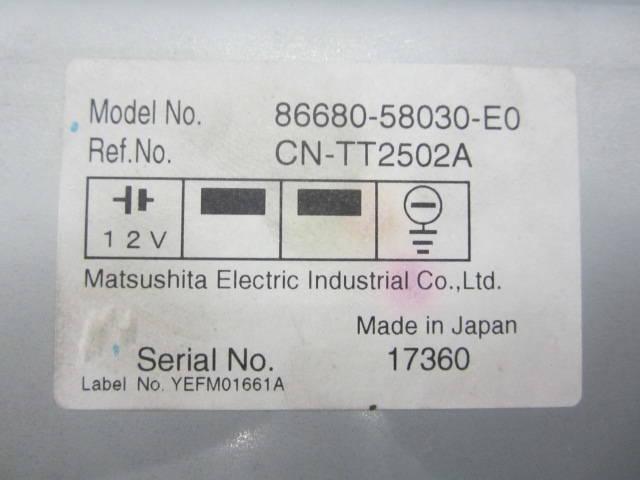 Model No. 86680-58030-E0
Ref.No. CN-TT2502A
12V
Matsushita Electric Industrial Co.,Ltd.
Made in Japan
Serial No. 17360
Label No. YEFM01661A